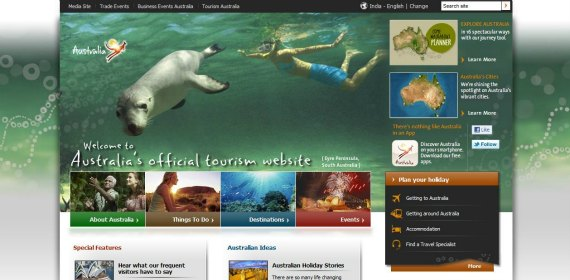 Media Site
Trade Events
Business Events Australia
Tourism Australia
India - English | Change
Search site
Australia
EXPLORE AUSTRALIA
in 16 spectacular ways
with our journey tool.
Learn More
PLANNER
Australia's Cities
We're shining the
spotlight on Australia's
vibrant cities.
Learn More
There's nothing like Australia
in an App
Discover Australia
on your smartphone.
Download our free
apps.
Like
Follow
Welcome to
Australia's official tourism website
( Eyre Peninsula,
South Australia )
About Australia
Things To Do
Destinations
Events
Plan your holiday
Getting to Australia
Getting around Australia
Accommodation
Find a Travel Specialist
More
Special Features
Hear what our frequent
visitors have to say
Australian Ideas
Australian Holiday Stories
There are so many life changing